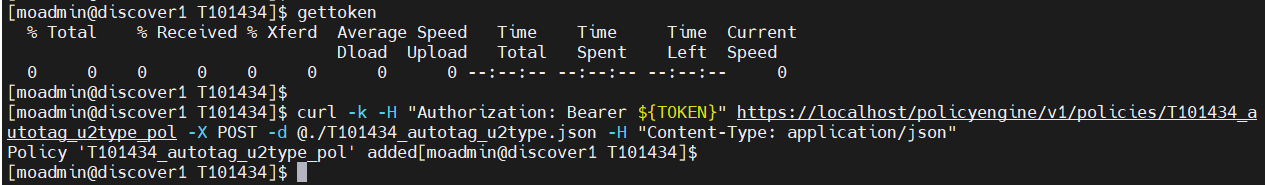 [moadmin@discover1 T101434]$ gettoken
  % Total    % Received % Xferd  Average Speed   Time    Time     Time  Current
                                 Dload  Upload   Total   Spent    Left  Speed
  0     0    0     0    0     0      0      0 --:--:-- --:--:-- --:--:--     0
[moadmin@discover1 T101434]$
[moadmin@discover1 T101434]$ curl -k -H "Authorization: Bearer ${TOKEN}" https://localhost/policyengine/v1/policies/T101434_a
utotag_u2type_pol -X POST -d @./T101434_autotag_u2type.json -H "Content-Type: application/json"
Policy 'T101434_autotag_u2type_pol' added[moadmin@discover1 T101434]$
[moadmin@discover1 T101434]$